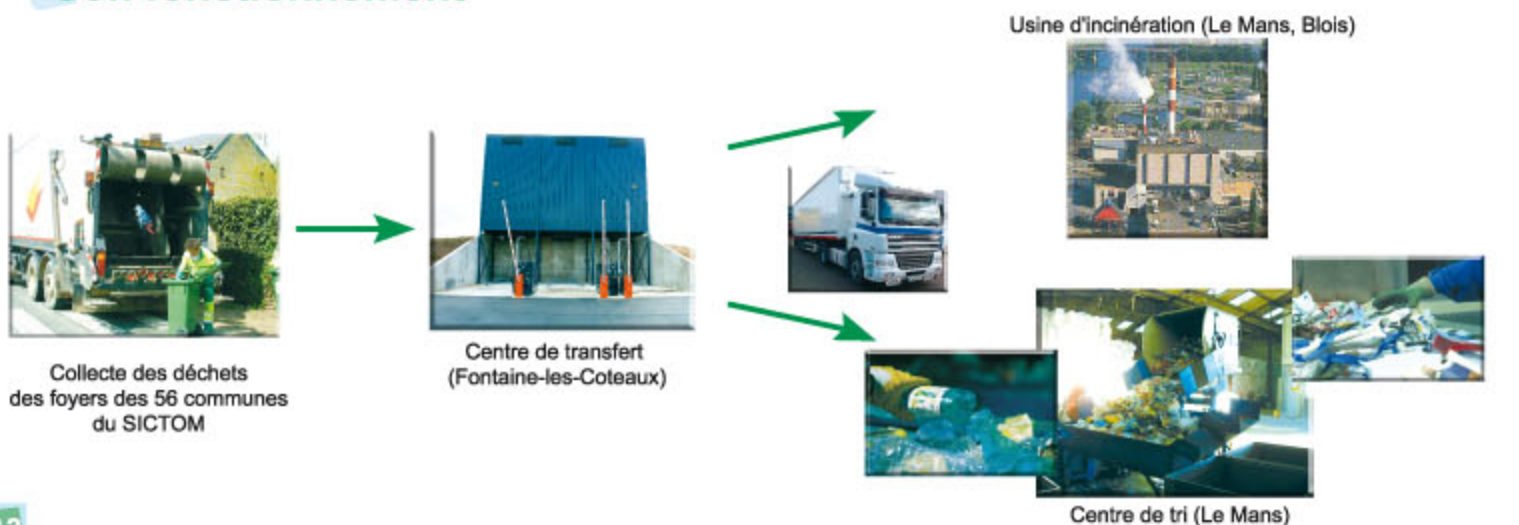 Usine d'incinération (Le Mans, Blois)
Collecte des déchets
des foyers des 56 communes
du SICTOM
Centre de transfert
(Fontaine-les-Coteaux)
Centre de tri (Le Mans)